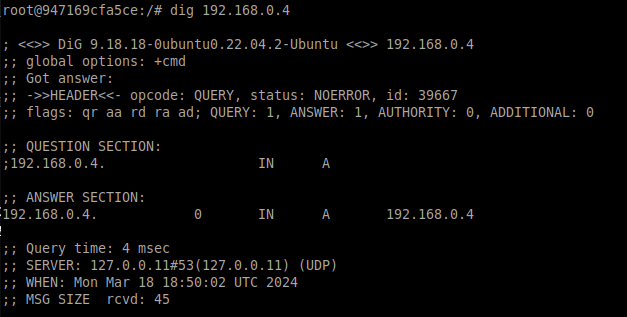 root@947169cfa5ce:/# dig 192.168.0.4
; <<>> DiG 9.18.18-0ubuntu0.22.04.2-Ubuntu <<>> 192.168.0.4
;; global options: +cmd
;; Got answer:
;; ->>HEADER<<- opcode: QUERY, status: NOERROR, id: 39667
;; flags: qr aa rd ra ad; QUERY: 1, ANSWER: 1, AUTHORITY: 0, ADDITIONAL: 0
;; QUESTION SECTION:
;192.168.0.4. IN A
;; ANSWER SECTION:
192.168.0.4. 0 IN A 192.168.0.4
;; Query time: 4 msec
;; SERVER: 127.0.0.11#53(127.0.0.11) (UDP)
;; WHEN: Mon Mar 18 18:50:02 UTC 2024
;; MSG SIZE rcvd: 45